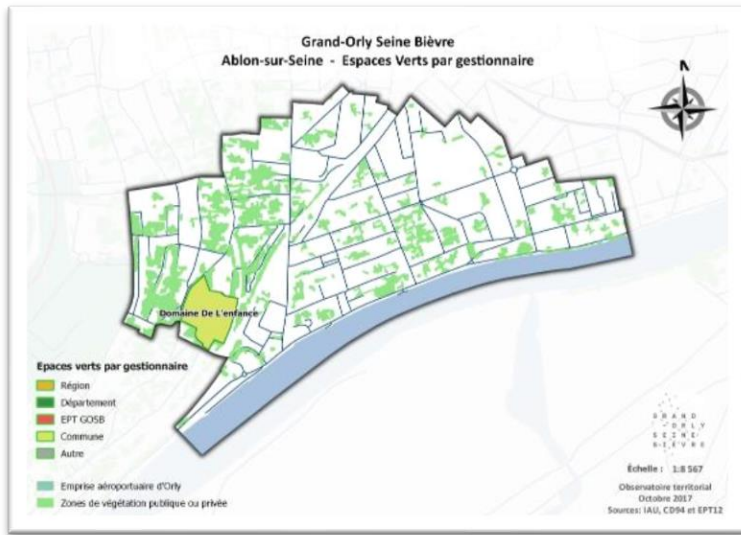 Grand-Orly Seine Bièvre
Ablon-sur-Seine - Espaces Verts par gestionnaire
N
Domaine De L'enfance
Epaces verts par gestionnaire
Région
Département
EPT GOSB
Commune
Autre
Emprise aéroportuaire d'Orly
Zones de végétation publique ou privée
GRAND
ORLY
SEINE
BIÈVRE
Échelle : 1:8 567
Observatoire territorial
Octobre 2017
Sources: IAU, CD94 et EPT12